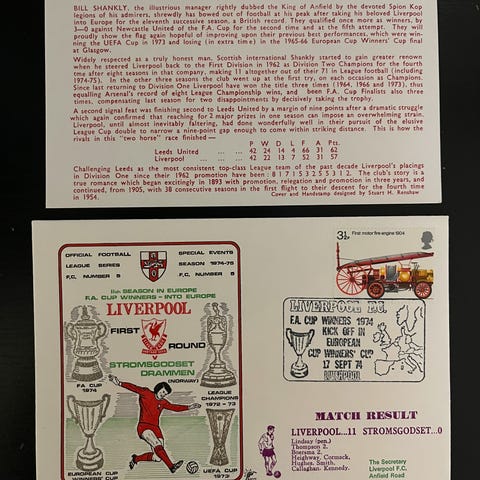 BILL SHANKLY, the illustrious manager rightly dubbed the King of Anfield by the devoted Spion Kop
legions of his admirers, shrewdly has bowed out of football at his peak after taking his beloved Liverpool
into Europe for the eleventh successive season, a British record. They qualified once more as winners, by
3—0 against Newcastle United of the F.A. Cup for the second time and at the fifth attempt. They will
proudly show the flag again hopeful of improving upon their previous best performances, which were win-
ning the UEFA Cup in 1973 and losing (in extra time) in the 1965-66 European Cup Winners' Cup final
at Glasgow.
Widely respected as a truly honest man, Scottish international Shankly started to gain greater renown
when he steered Liverpool back to the First Division in 1962 as Division Two Champions for the fourth
time after eight seasons in that company, making 11 altogether out of their 71 in League football (including
1974-75). In the other three seasons the club went up at the first try, on each occasion as Champions.
Since last returning to Division One Liverpool have won the title three times (1964, 1966 and 1973), thus
equalling Arsenal's record of eight League Championship wins, and been F.A. Cup Finalists also three
times, compensating last season for two disappointments by decisively taking the trophy.
A second signal feat was finishing second to Leeds United by a margin of nine points after a dramatic struggle
which again confirmed that reaching for 2 major prizes in one season can impose an overwhelming strain.
Liverpool, until almost inevitably faltering, had done wonderfully well in their pursuit of the elusive
League Cup double to narrow a nine-point gap enough to come within striking distance. This is how the
rivals in this "two horse" race finished—
P W D L F A Pts.
Leeds United ... ... 42 24 14 4 66 31 62
Liverpool ... ... ... 42 22 13 7 52 31 57
Challenging Leeds as the most consistent top-class League team of the past decade Liverpool's placings
in Division One since their 1962 promotion have been : 8 1 7 1 5 3 2 5 5 3 1 2. The club's story is a
true romance which began excitingly in 1893 with promotion, relegation and promotion in three years, and
continued, from 1905, with 38 consecutive seasons in the first flight to their descent for the fourth time
in 1954.
Cover and Handstamp designed by Stuart H. Renshaw
OFFICIAL FOOTBALL
LEAGUE SERIES
F.C. NUMBER 8
SPECIAL EVENTS
SEASON 1974-75
F.C. NUMBER 8
11th SEASON IN EUROPE
F.A. CUP WINNERS - INTO EUROPE
LIVERPOOL
FIRST
ROUND
STROMSGODSET
DRAMMEN
(NORWAY)
FA CUP
1974
LEAGUE
CHAMPIONS
1972-73
EUROPEAN CUP
WINNERS' CUP
UEFA CUP
1973
3½p
First motor fire engine 1904
LIVERPOOL F.C.
F.A. CUP WINNERS 1974
KICK OFF IN
EUROPEAN
CUP WINNERS' CUP
17 SEPT 74
LIVERPOOL
MATCH RESULT
LIVERPOOL...11 STROMSGODSET...0
Lindsay (pen.)
Thompson 2.
Boersma 2.
Heighway. Cormack.
Hughes. Smith.
Callaghan. Kennedy.
The Secretary
Liverpool F.C,
Anfield Road